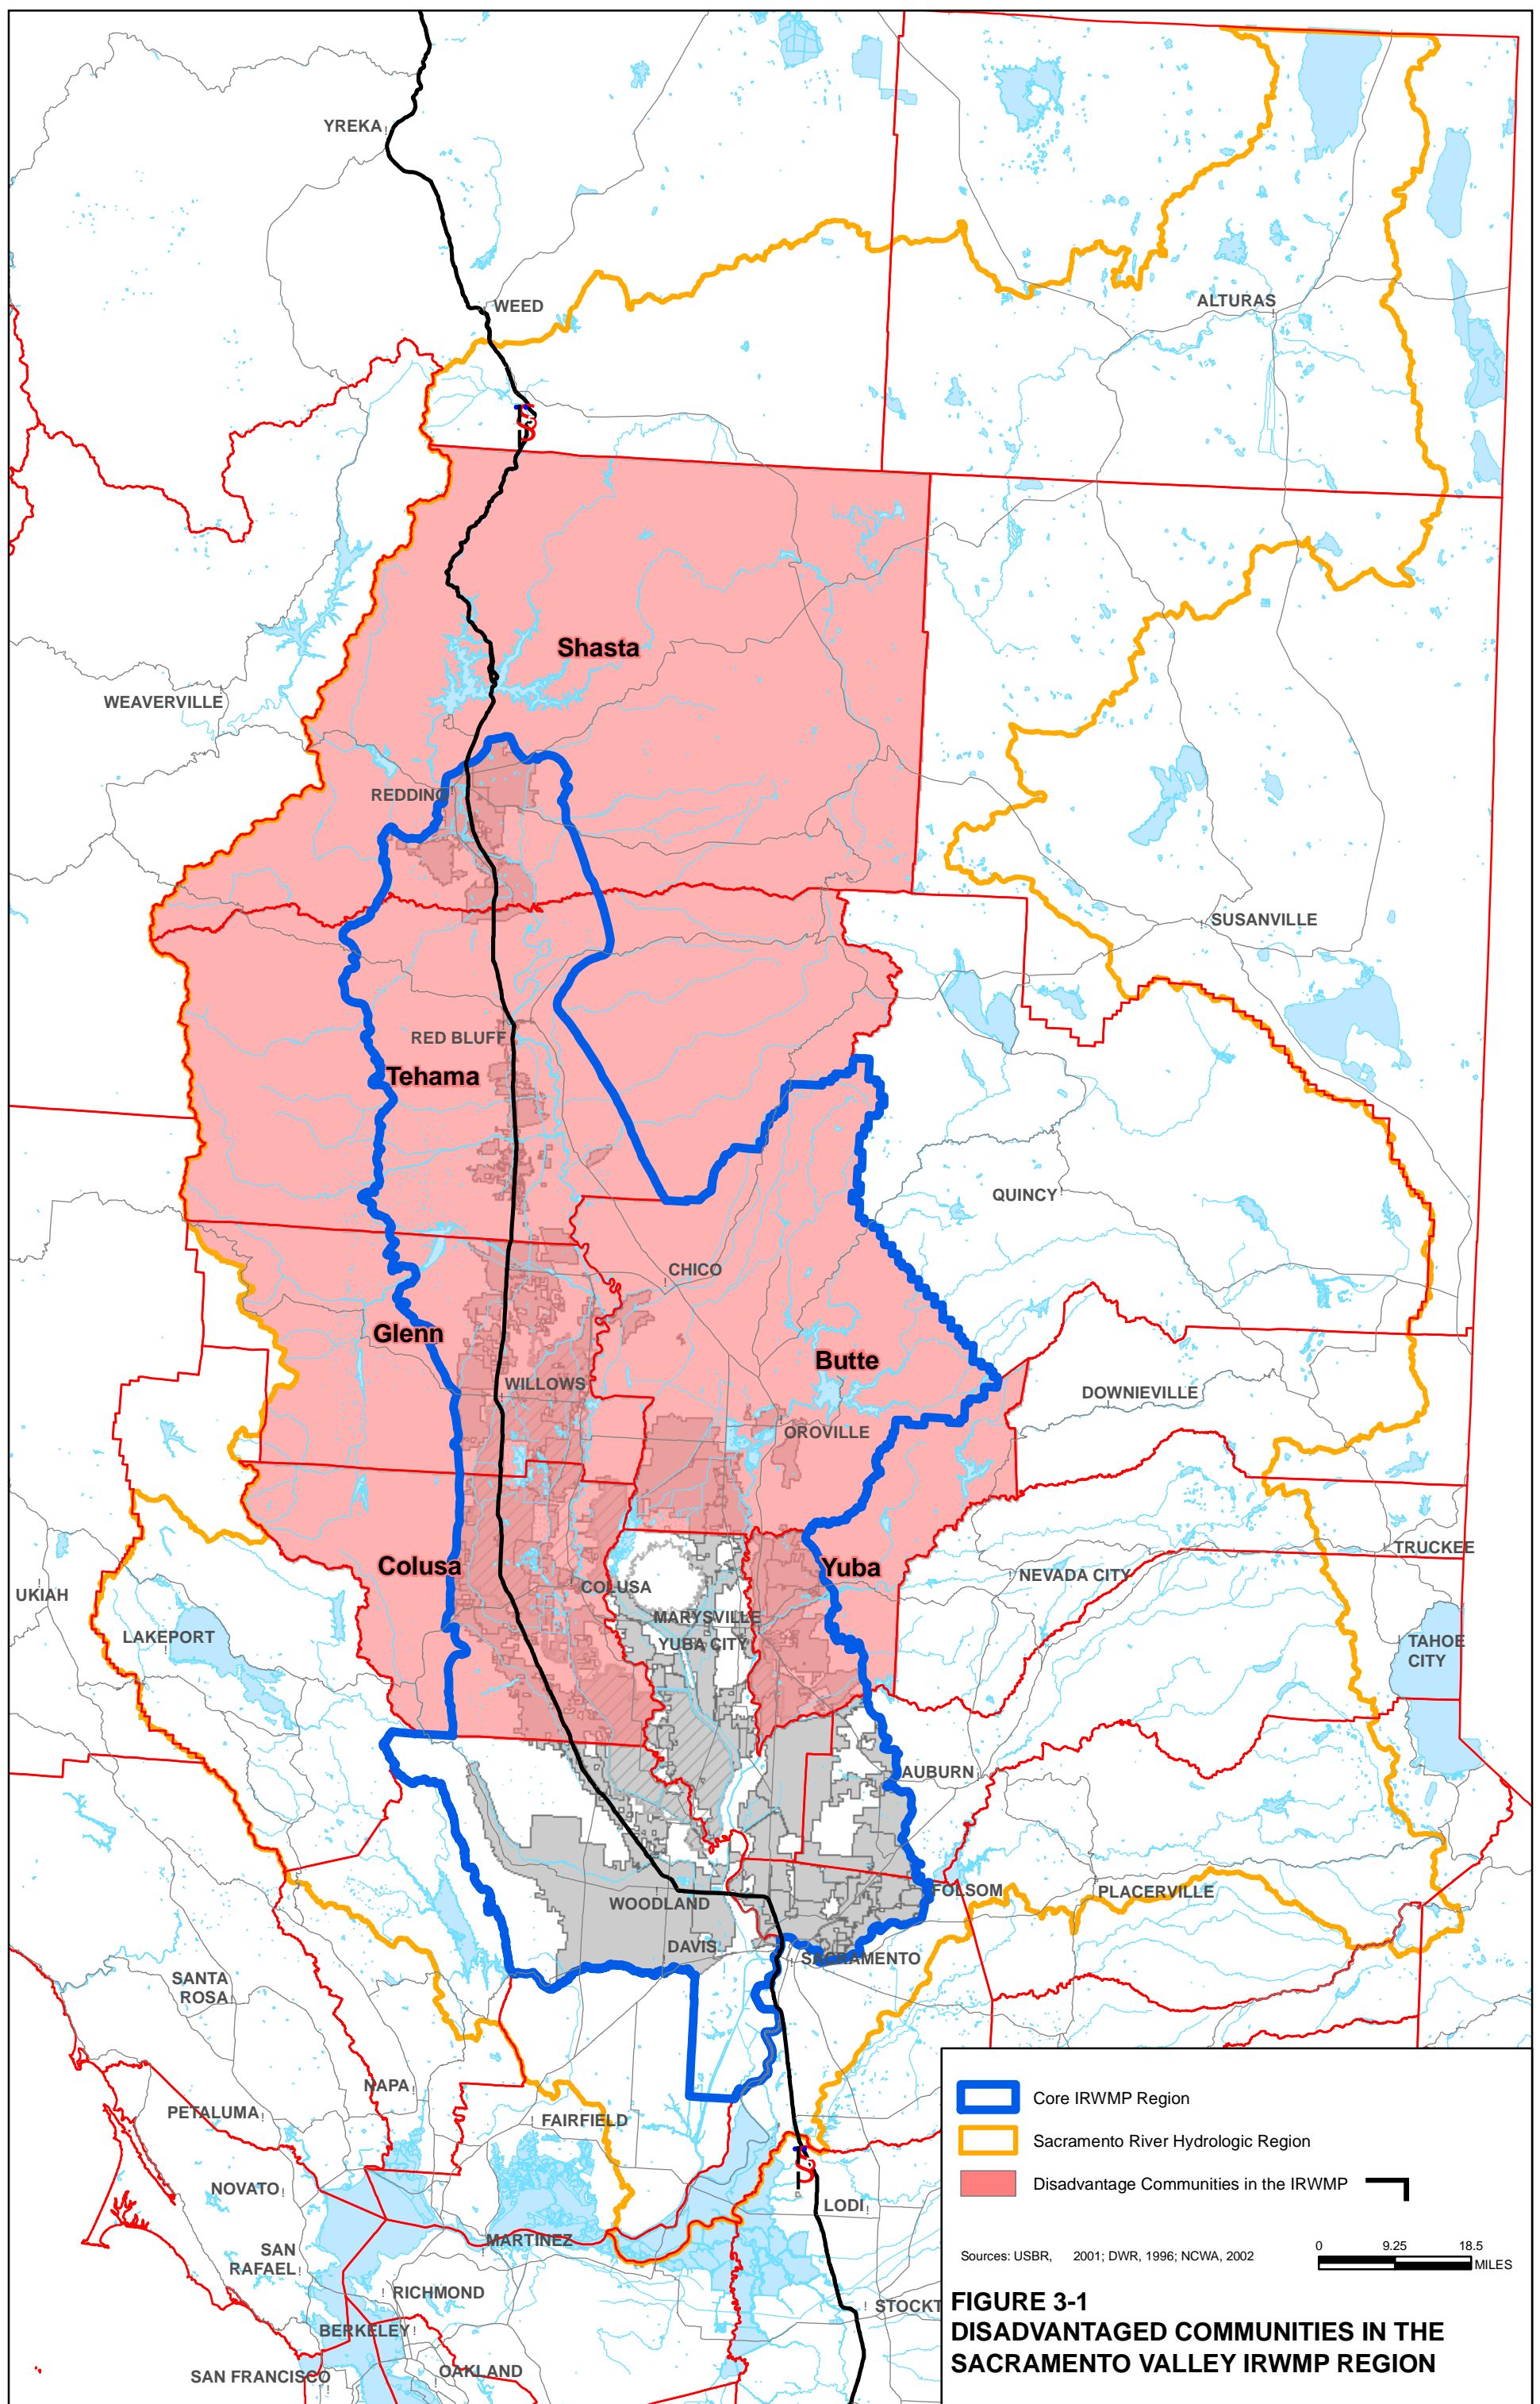 YREKA
WEED
ALTURAS
Shasta
WEAVERVILLE
REDDING
SUSANVILLE
RED BLUFF
Tehama
QUINCY
CHICO
Glenn
Butte
WILLOWS
DOWNIEVILLE
OROVILLE
Colusa
COLUSA
Yuba
TRUCKEE
NEVADA CITY
UKIAH
MARYSVILLE
LAKEPORT
YUBA CITY
TAHOE
CITY
AUBURN
FOLSOM
PLACERVILLE
WOODLAND
DAVIS
SACRAMENTO
SANTA
ROSA
NAPA
PETALUMA
FAIRFIELD
NOVATO
LODI
MARTINEZ
SAN
RAFAEL
RICHMOND
STOCKT
BERKELEY
OAKLAND
SAN FRANCISCO
Core IRWMP Region
Sacramento River Hydrologic Region
Disadvantage Communities in the IRWMP
Sources: USBR, 2001; DWR, 1996; NCWA, 2002
0 9.25 18.5
MILES
FIGURE 3-1
DISADVANTAGED COMMUNITIES IN THE
SACRAMENTO VALLEY IRWMP REGION